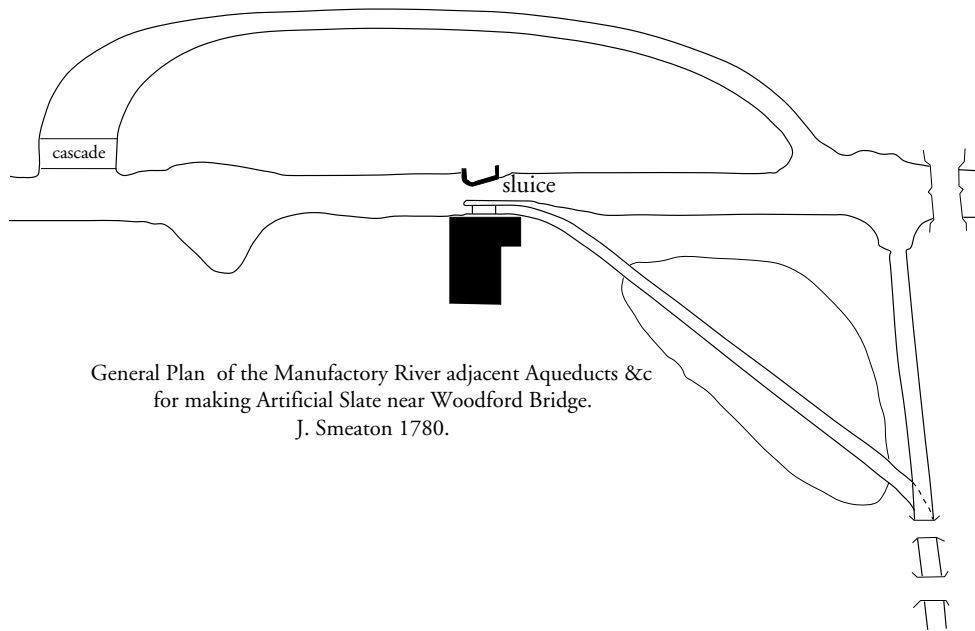 cascade
sluice
General Plan of the Manufactory River adjacent Aqueducts &c
for making Artificial Slate near Woodford Bridge.
J. Smeaton 1780.